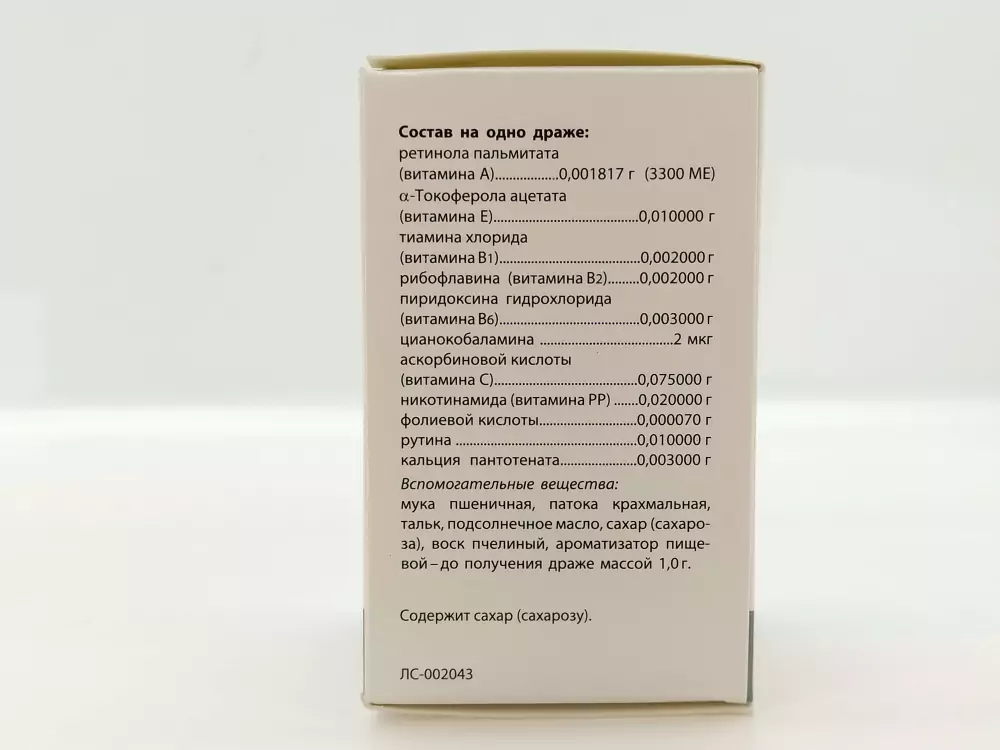 Состав на одно драже:
ретинола пальмитата
(витамина А)..................0,001817 г (3300 МЕ)
α-Токоферола ацетата
(витамина Е).........................................0,010000 г
тиамина хлорида
(витамина В1)........................................0,002000 г
рибофлавина (витамина В2).........0,002000 г
пиридоксина гидрохлорида
(витамина В6)........................................0,003000 г
цианокобаламина ......................................2 мкг
аскорбиновой кислоты
(витамина С).........................................0,075000 г
никотинамида (витамина РР) .......0,020000 г
фолиевой кислоты............................0,000070 г
рутина ....................................................0,010000 г
кальция пантотената......................0,003000 г
Вспомогательные вещества:
мука пшеничная, патока крахмальная,
тальк, подсолнечное масло, сахар (сахаро-
за), воск пчелиный, ароматизатор пище-
вой – до получения драже массой 1,0 г.
Содержит сахар (сахарозу).
ЛС-002043